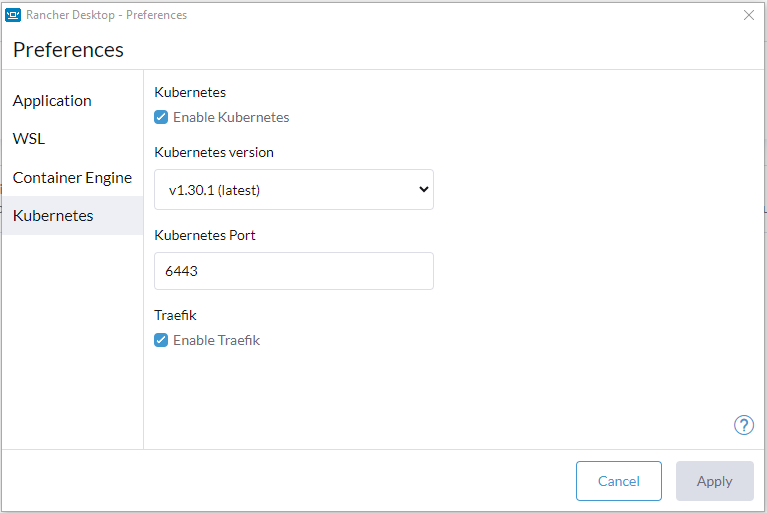 Rancher Desktop - Preferences
Preferences
Application
WSL
Container Engine
Kubernetes
Kubernetes
Enable Kubernetes
Kubernetes version
v1.30.1 (latest)
Kubernetes Port
6443
Traefik
Enable Traefik
?
Cancel
Apply